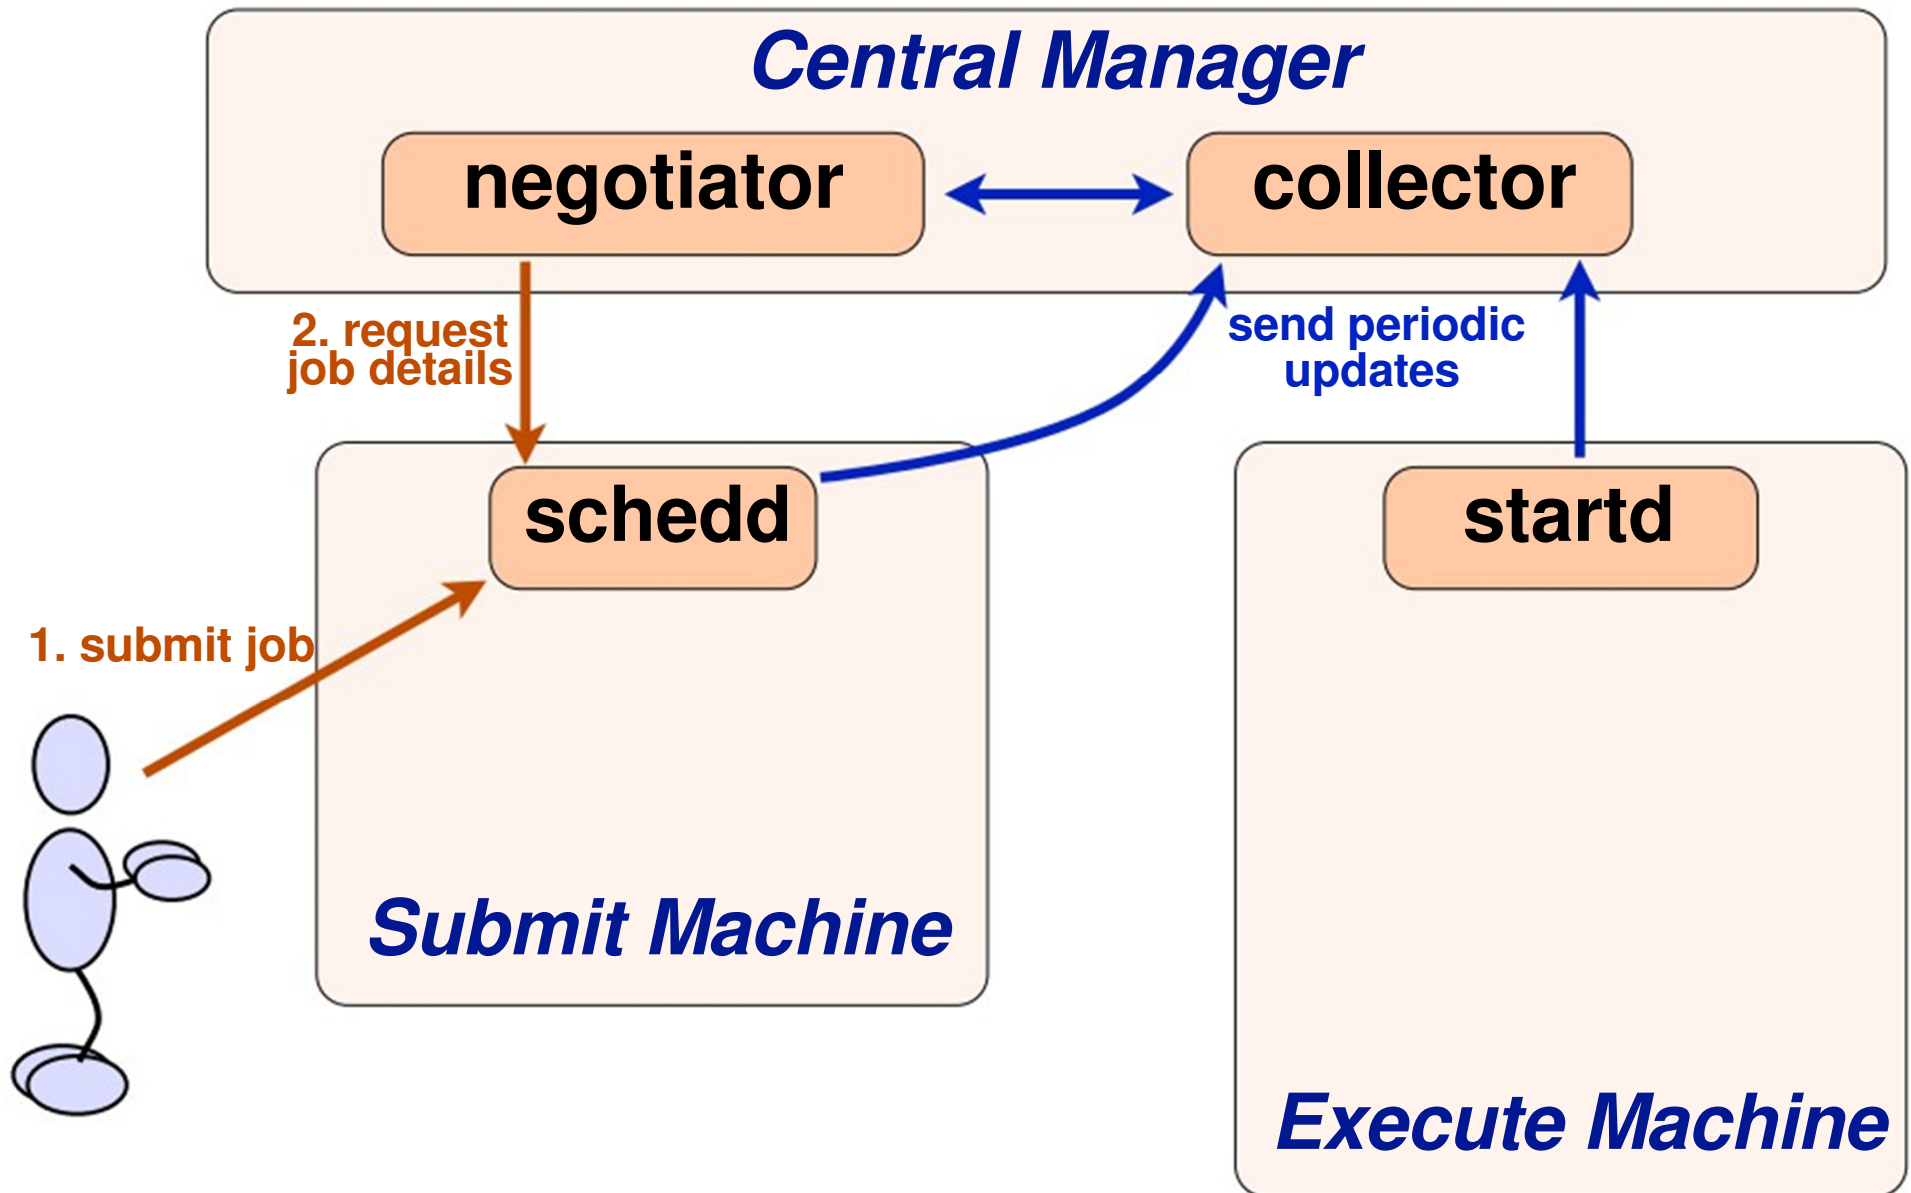 Central Manager
negotiator
collector
2. request
job details
send periodic
updates
schedd
startd
1. submit job
Submit Machine
Execute Machine